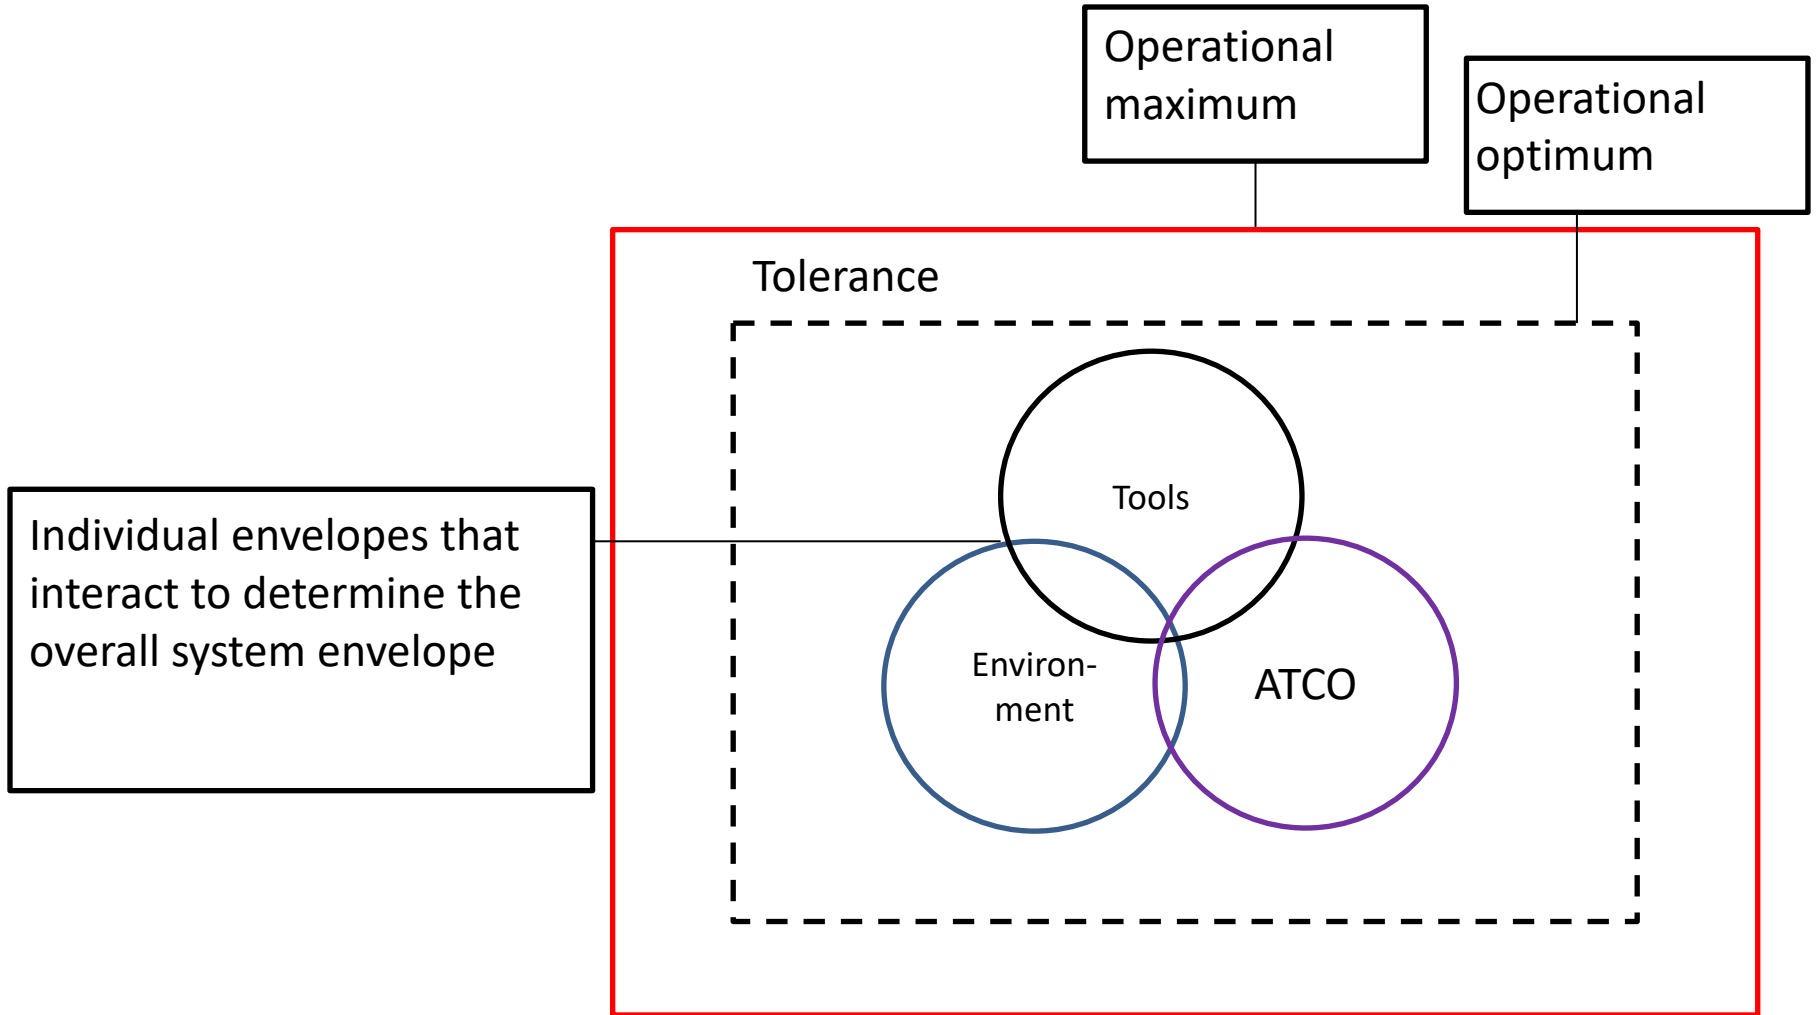 Operational
maximum
Operational
optimum
Tolerance
Tools
Individual envelopes that
interact to determine the
overall system envelope
Environ-
ment
ATCO